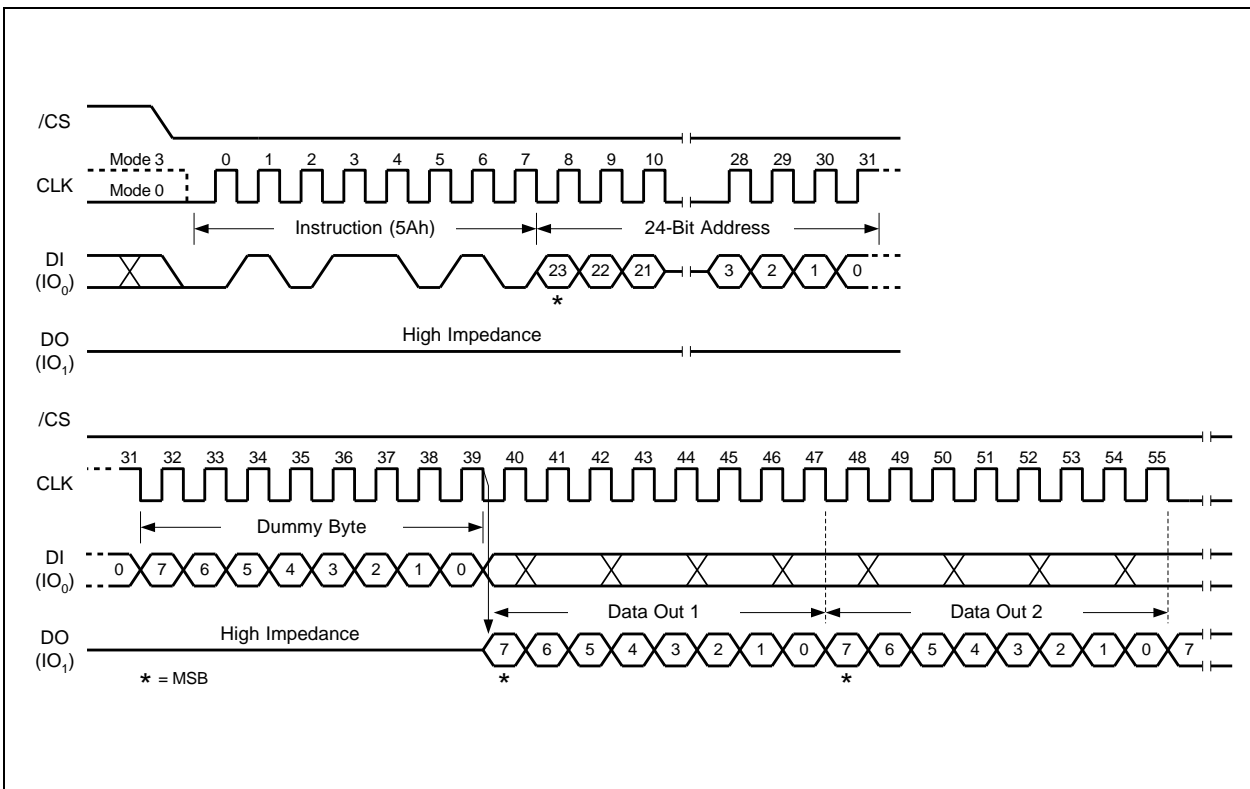 /CS
Mode 3
0 1 2 3 4 5 6 7 8 9 10 28 29 30 31
CLK
Mode 0
Instruction (5Ah)
24-Bit Address
DI
(IO0)
23 22 21 3 2 1 0
*
High Impedance
DO
(IO1)
/CS
31 32 33 34 35 36 37 38 39 40 41 42 43 44 45 46 47 48 49 50 51 52 53 54 55
CLK
Dummy Byte
DI
(IO0)
0 7 6 5 4 3 2 1 0
Data Out 1
Data Out 2
High Impedance
DO
(IO1)
7 6 5 4 3 2 1 0 7 6 5 4 3 2 1 0 7
* = MSB
* *